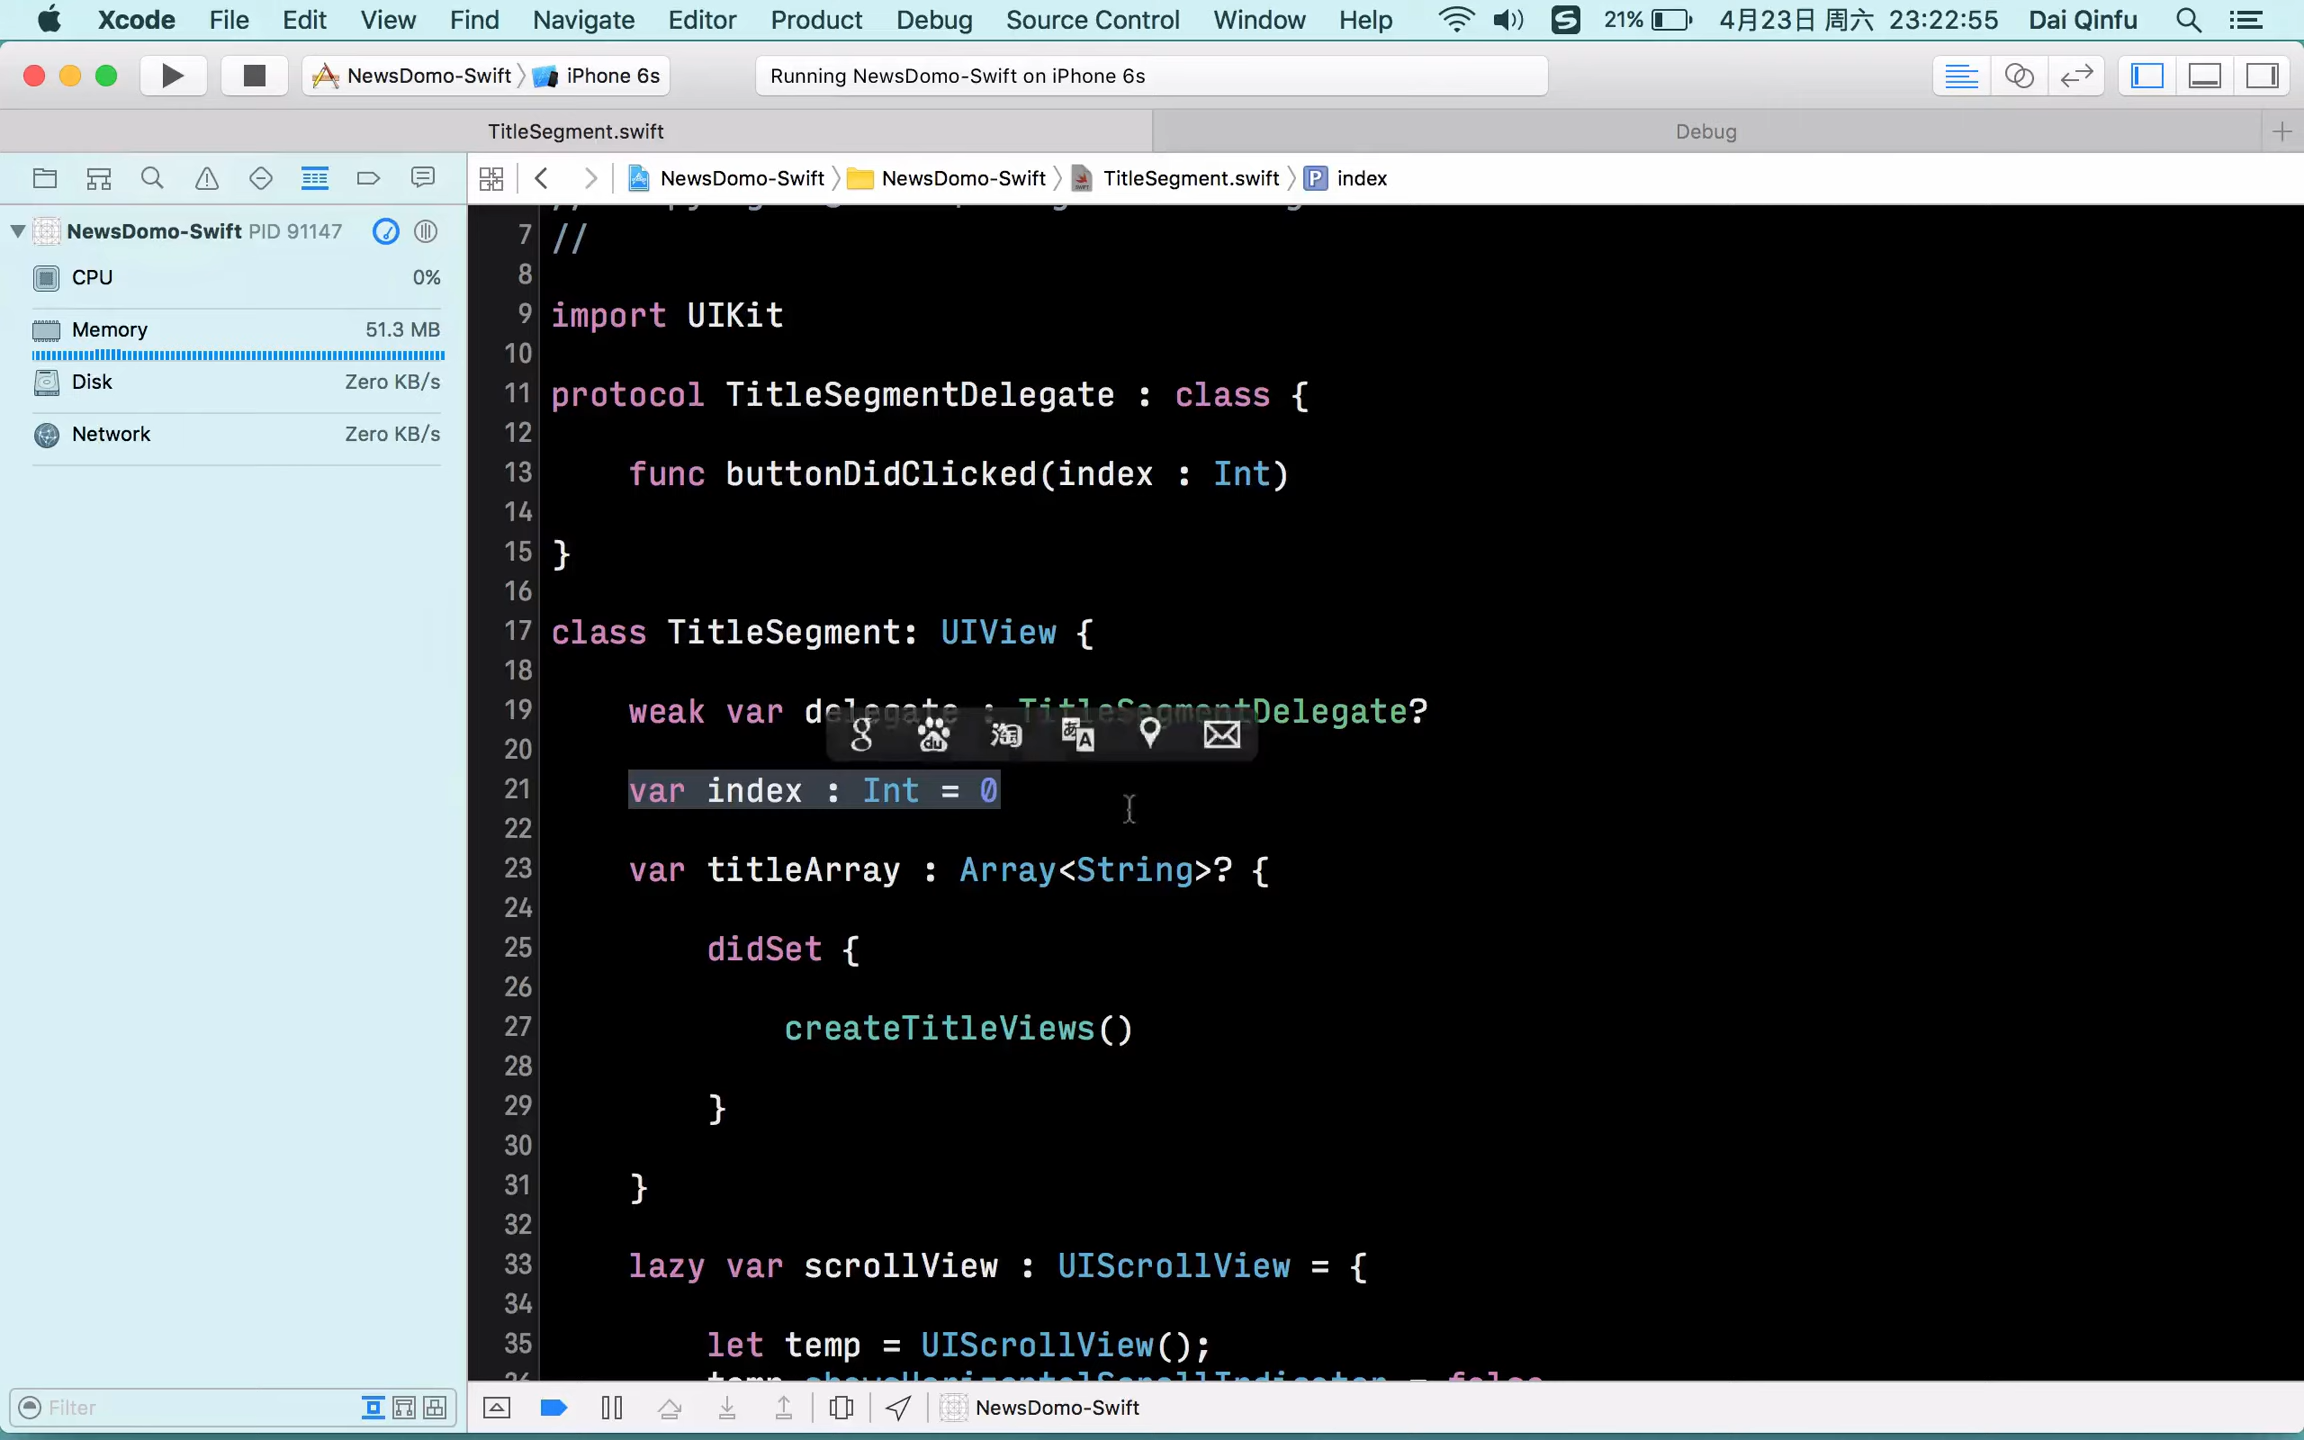 Xcode File Edit View Find Navigate Editor Product Debug Source Control Window Help 21% 4月23日 周六 23:22:55 Dai Qinfu
NewsDomo-Swift iPhone 6s Running NewsDomo-Swift on iPhone 6s
TitleSegment.swift Debug
NewsDomo-Swift NewsDomo-Swift TitleSegment.swift P index
NewsDomo-Swift PID 91147
CPU 0%
Memory 51.3 MB
Disk Zero KB/s
Network Zero KB/s
7 //
8
9 import UIKit
10
11 protocol TitleSegmentDelegate : class {
12
13 func buttonDidClicked(index : Int)
14
15 }
16
17 class TitleSegment: UIView {
18
19 weak var delegate : TitleSegmentDelegate?
20
g du 淘 あ A
21 var index : Int = 0
22
23 var titleArray : Array<String>? {
24
25 didSet {
26
27 createTitleViews()
28
29 }
30
31 }
32
33 lazy var scrollView : UIScrollView = {
34
35 let temp = UIScrollView();
Filter NewsDomo-Swift